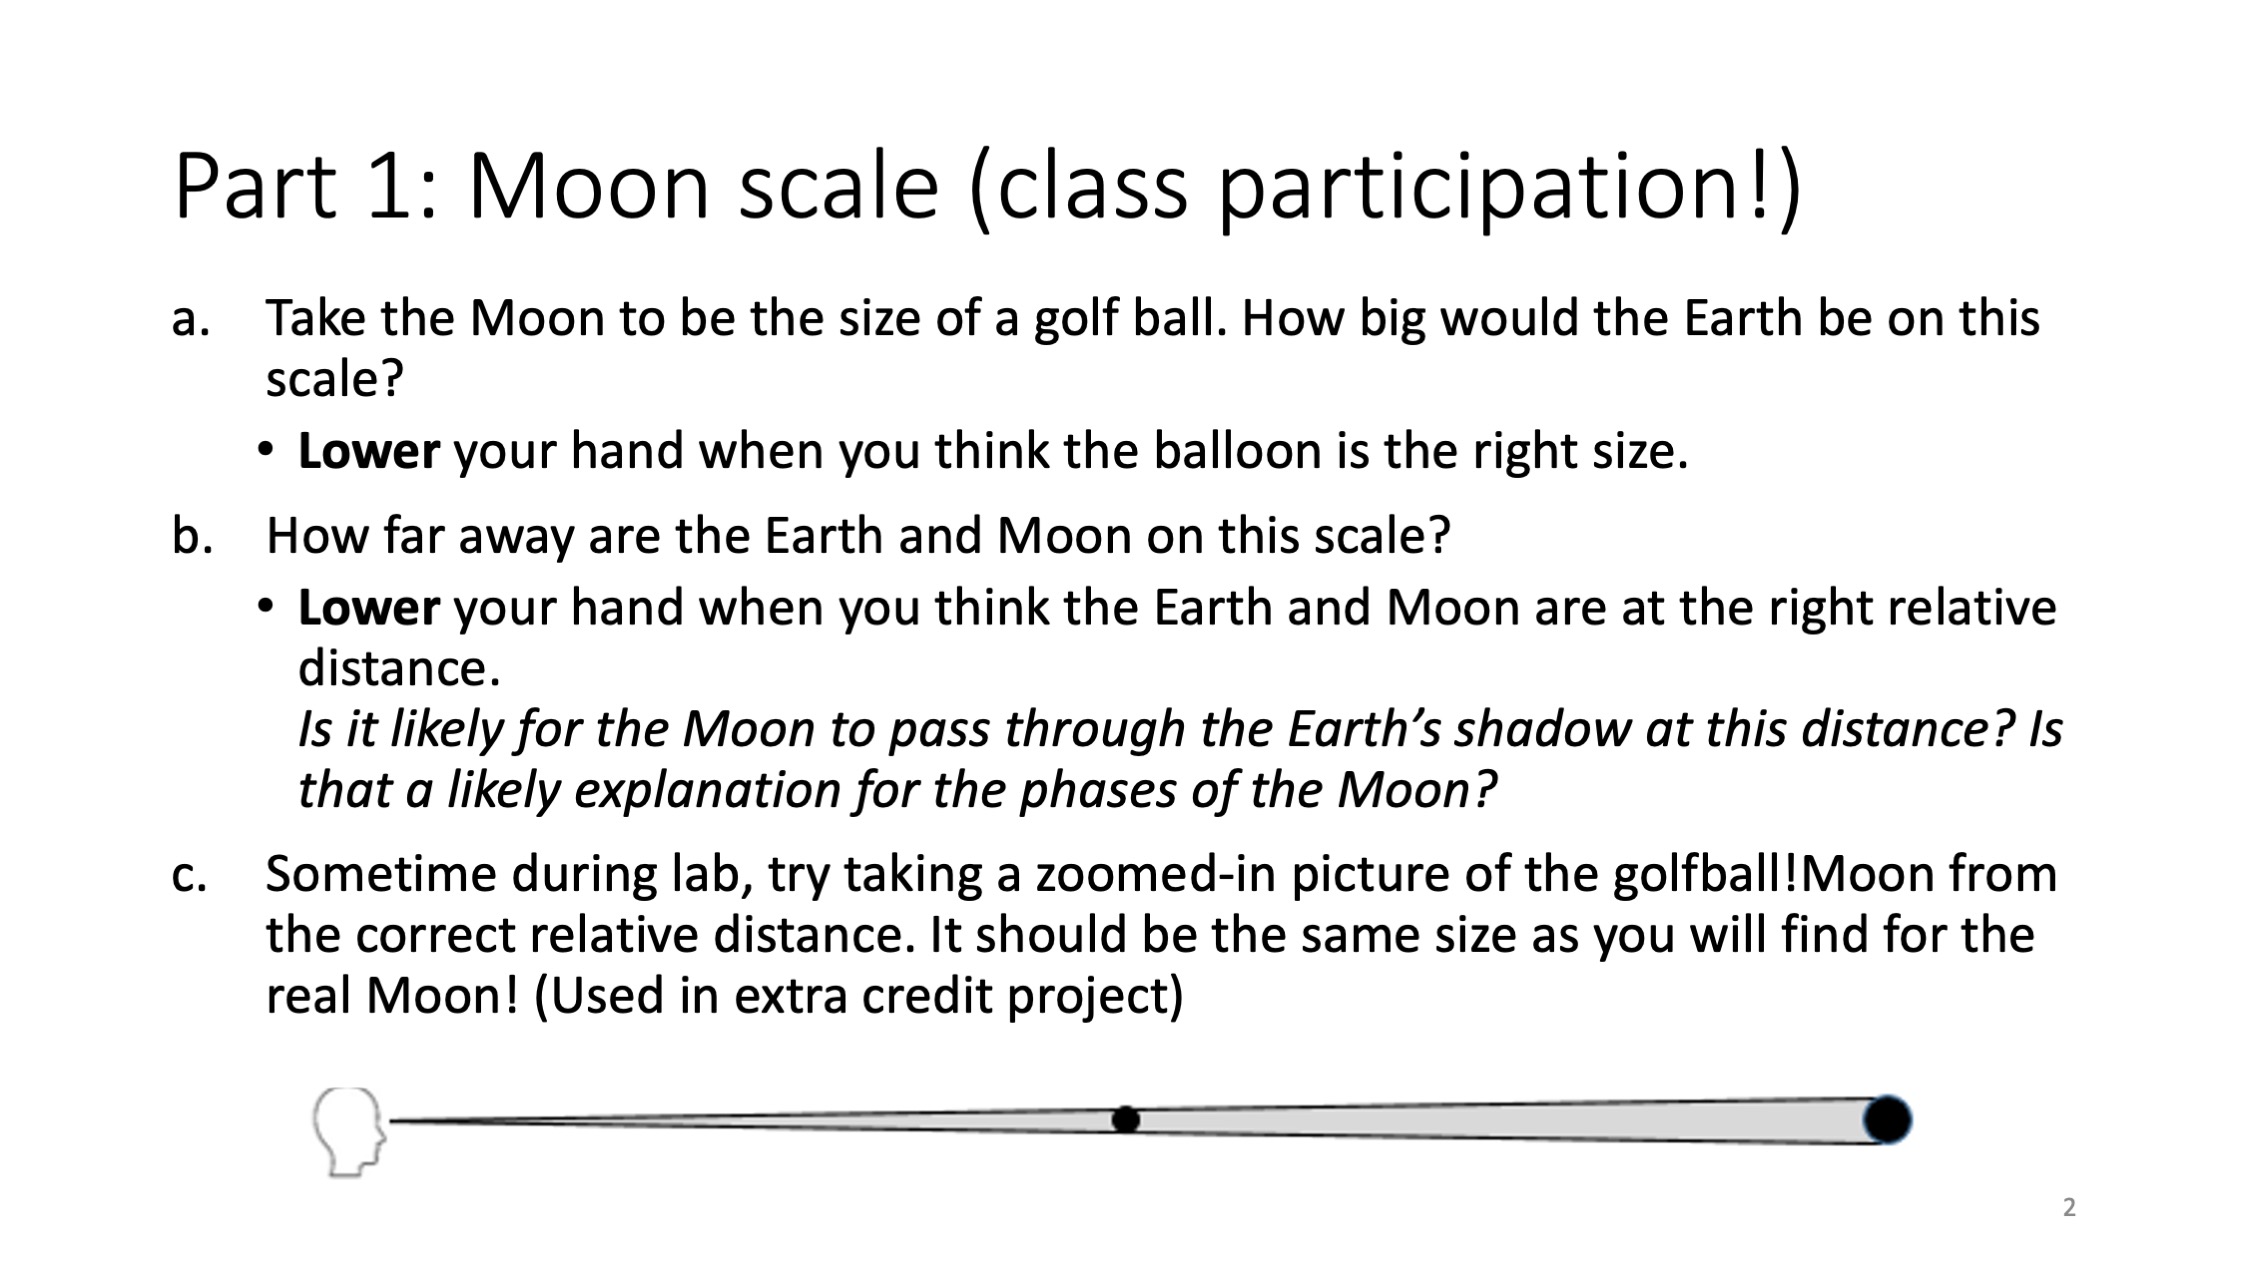 Part 1: Moon scale (class participation!)
a. Take the Moon to be the size of a golf ball. How big would the Earth be on this
scale?
• Lower your hand when you think the balloon is the right size.
b. How far away are the Earth and Moon on this scale?
• Lower your hand when you think the Earth and Moon are at the right relative
distance.
Is it likely for the Moon to pass through the Earth’s shadow at this distance? Is
that a likely explanation for the phases of the Moon?
c. Sometime during lab, try taking a zoomed-in picture of the golfball!Moon from
the correct relative distance. It should be the same size as you will find for the
real Moon! (Used in extra credit project)
2